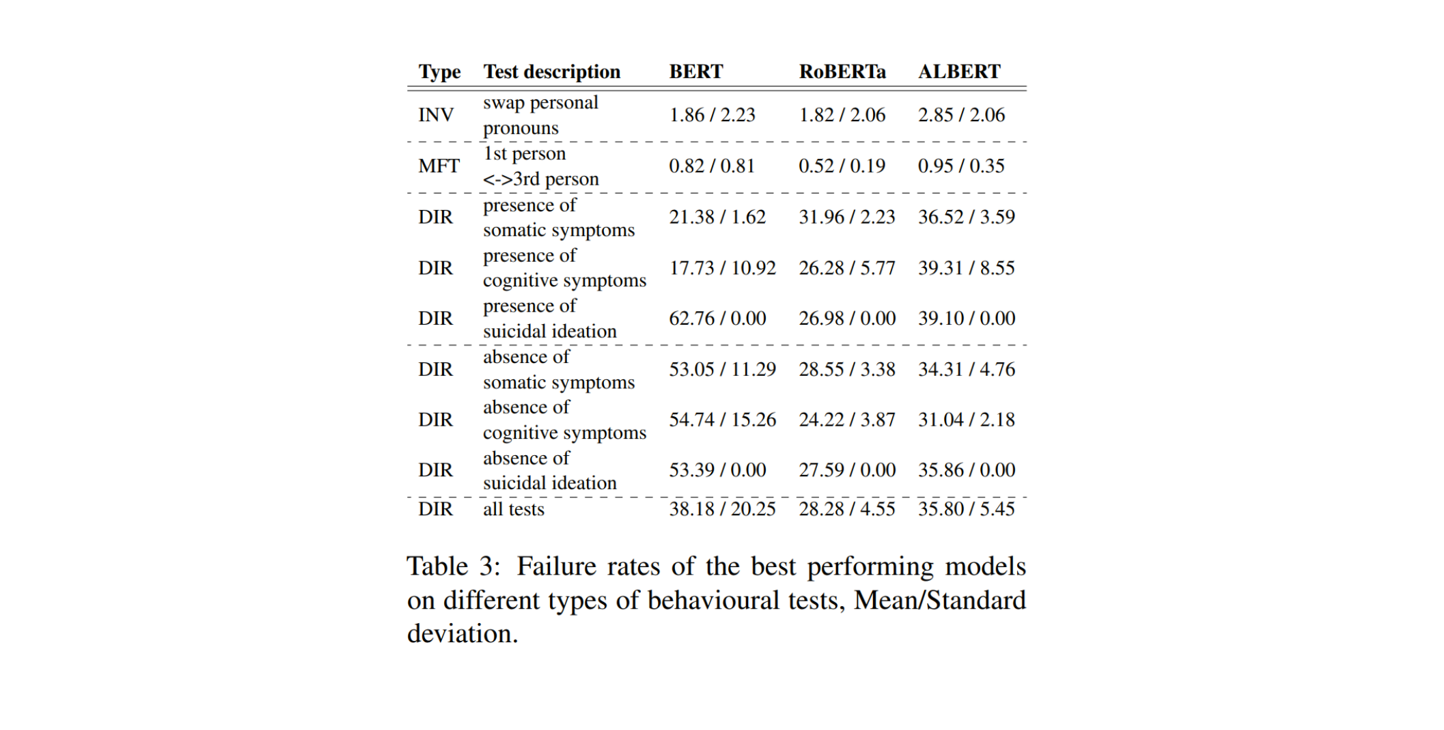 Type Test description BERT RoBERTa ALBERT
INV swap personal pronouns 1.86 / 2.23 1.82 / 2.06 2.85 / 2.06
MFT 1st person <->3rd person 0.82 / 0.81 0.52 / 0.19 0.95 / 0.35
DIR presence of somatic symptoms 21.38 / 1.62 31.96 / 2.23 36.52 / 3.59
DIR presence of cognitive symptoms 17.73 / 10.92 26.28 / 5.77 39.31 / 8.55
DIR presence of suicidal ideation 62.76 / 0.00 26.98 / 0.00 39.10 / 0.00
DIR absence of somatic symptoms 53.05 / 11.29 28.55 / 3.38 34.31 / 4.76
DIR absence of cognitive symptoms 54.74 / 15.26 24.22 / 3.87 31.04 / 2.18
DIR absence of suicidal ideation 53.39 / 0.00 27.59 / 0.00 35.86 / 0.00
DIR all tests 38.18 / 20.25 28.28 / 4.55 35.80 / 5.45
Table 3: Failure rates of the best performing models
on different types of behavioural tests, Mean/Standard
deviation.